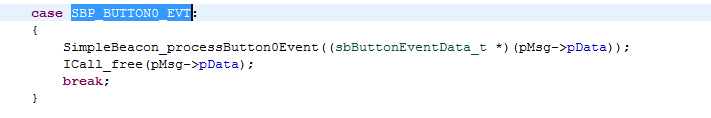 case SBP_BUTTON0_EVT:
{
SimpleBeacon_processButton0Event((sbButtonEventData_t *)(pMsg->pData));
ICall_free(pMsg->pData);
break;
}